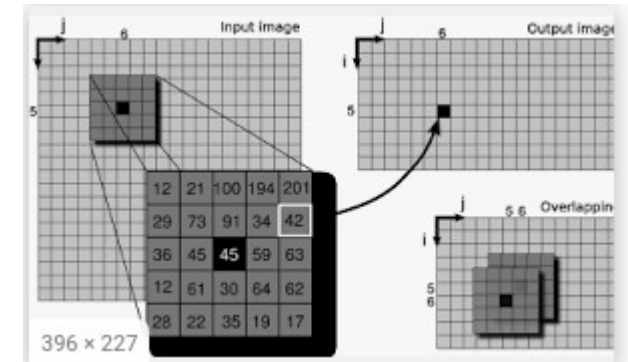 j
6
Input image
5
12 21 100 194 201
29 73 91 34 42
36 45 45 59 63
12 61 30 64 62
28 22 35 19 17
396 × 227
j
6
Output image
i
5
j
5 6
Overlappin
i
5
6